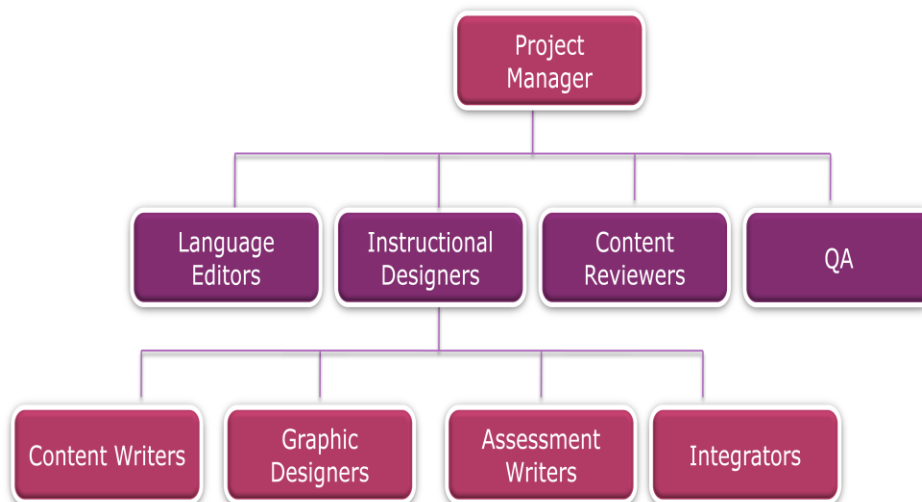 Project
Manager
Language
Editors
Instructional
Designers
Content
Reviewers
QA
Content Writers
Graphic
Designers
Assessment
Writers
Integrators